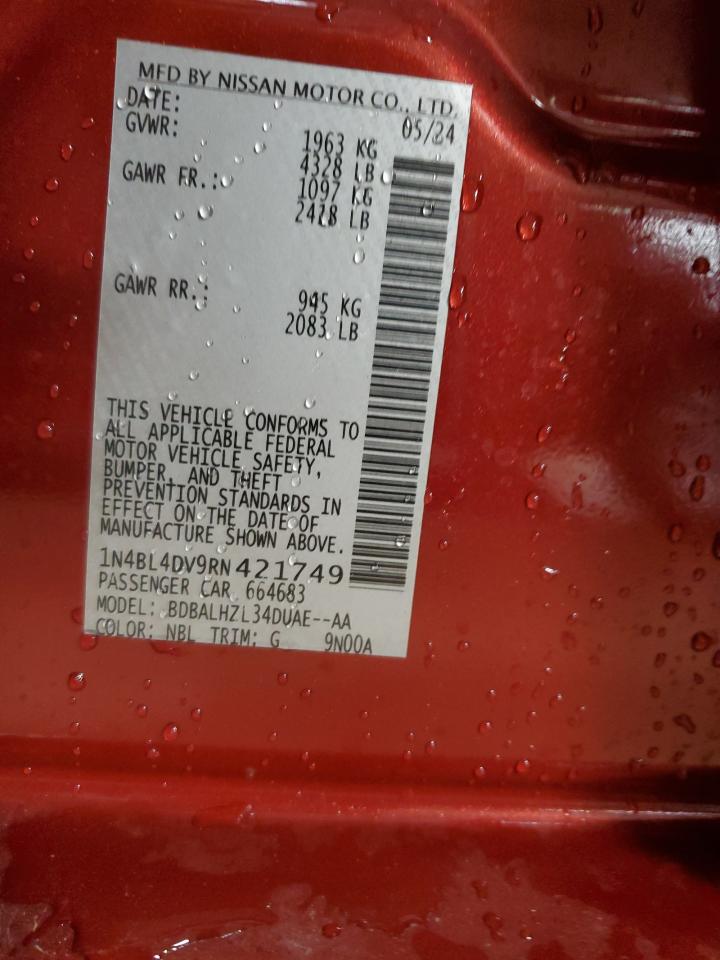 MFD BY NISSAN MOTOR CO., LTD.
DATE: 05/24
GVWR: 1963 KG
4328 LB
GAWR FR.: 1097 KG
2418 LB
GAWR RR.: 945 KG
2083 LB
THIS VEHICLE CONFORMS TO
ALL APPLICABLE FEDERAL
MOTOR VEHICLE SAFETY,
BUMPER, AND THEFT
PREVENTION STANDARDS IN
EFFECT ON THE DATE OF
MANUFACTURE SHOWN ABOVE.
1N4BL4DV9RN421749
PASSENGER CAR 664683
MODEL: BDBALHZL34DUAE--AA
COLOR: NBL TRIM: G 9N00A